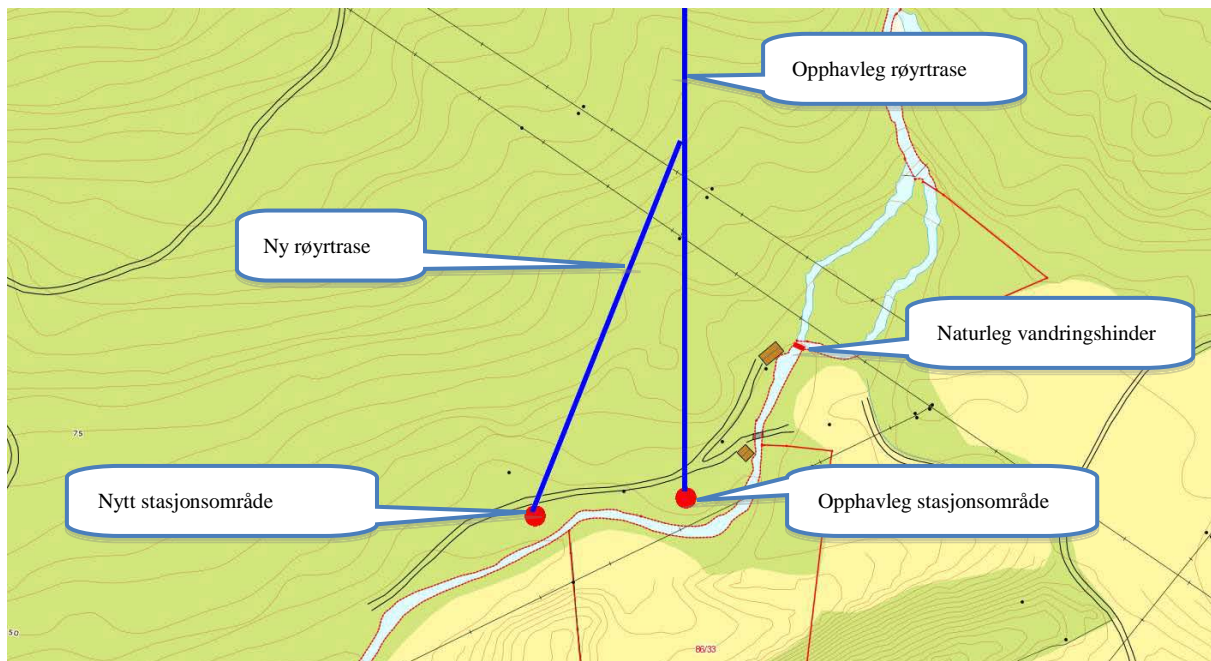 Opphavleg røyrtrase
Ny røyrtrase
Naturleg vandringshinder
75
Nytt stasjonsområde
Opphavleg stasjonsområde
50
86/33